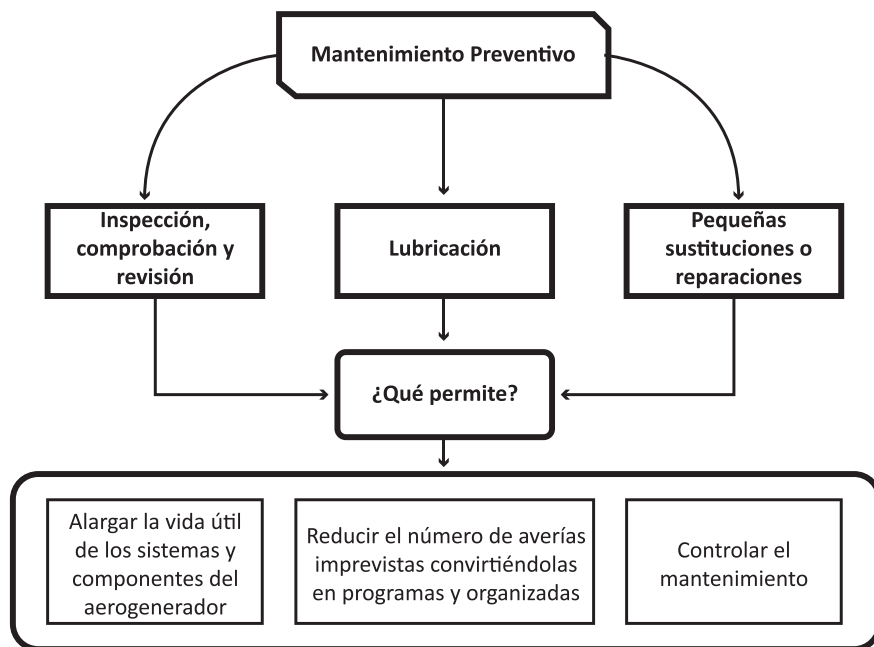 Mantenimiento Preventivo
Inspección,
comprobación y
revisión
Lubricación
Pequeñas
sustituciones o
reparaciones
¿Qué permite?
Alargar la vida útil
de los sistemas y
componentes del
aerogenerador
Reducir el número de averías
imprevistas convirtiéndolas
en programas y organizadas
Controlar el
mantenimiento